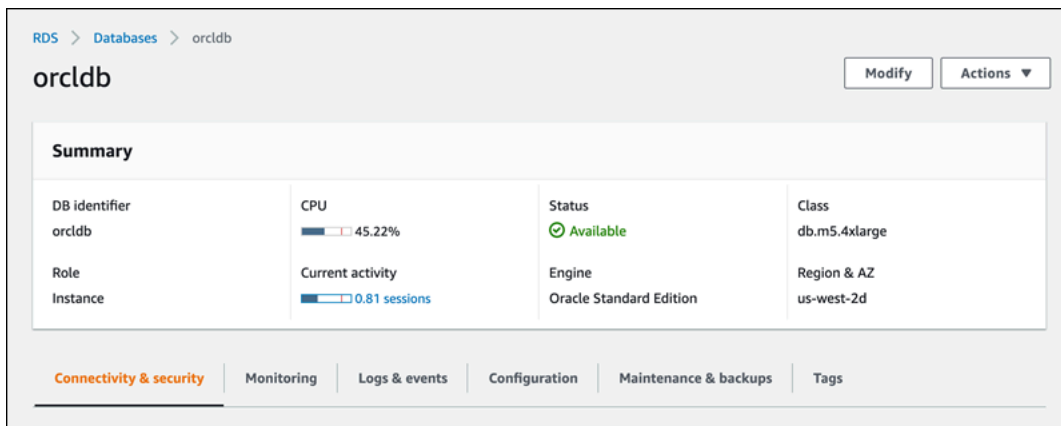 RDS > Databases > orcldb
orcldb
Modify
Actions ▼
Summary
DB identifier
orcldb
CPU
45.22%
Status
Available
Class
db.m5.4xlarge
Role
Instance
Current activity
0.81 sessions
Engine
Oracle Standard Edition
Region & AZ
us-west-2d
Connectivity & security
Monitoring
Logs & events
Configuration
Maintenance & backups
Tags